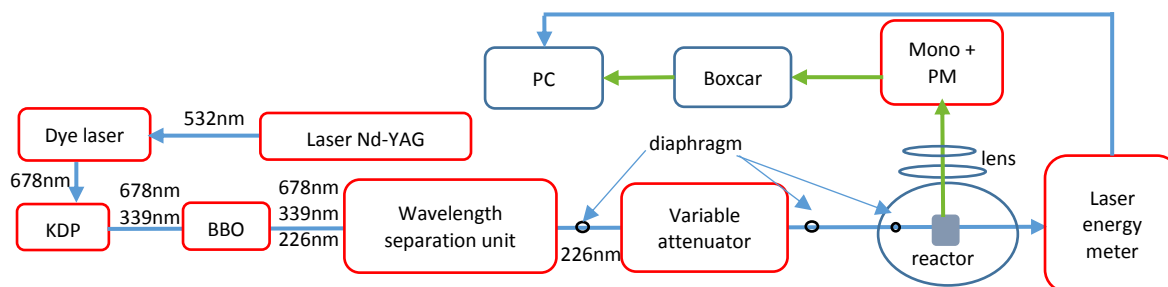 Mono +
PM
PC
Boxcar
Dye laser
532nm
Laser Nd-YAG
diaphragm
lens
678nm
678nm
339nm
678nm
339nm
226nm
KDP
BBO
Wavelength
separation unit
226nm
Variable
attenuator
reactor
Laser
energy
meter